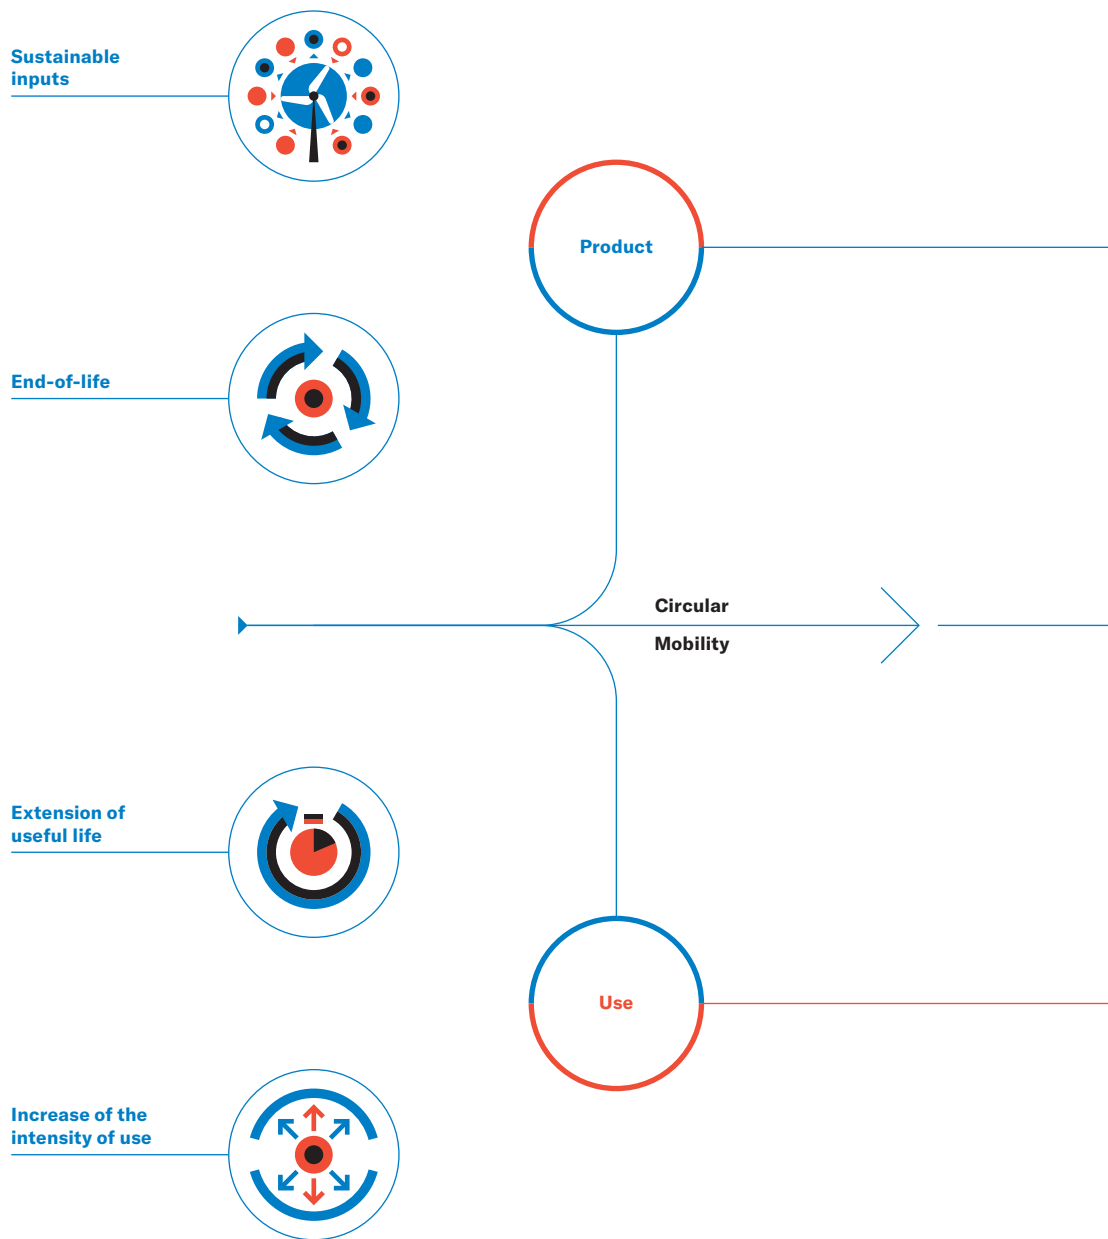 Sustainable
inputs
Product
End-of-life
Circular
Mobility
Extension of
useful life
Use
Increase of the
intensity of use